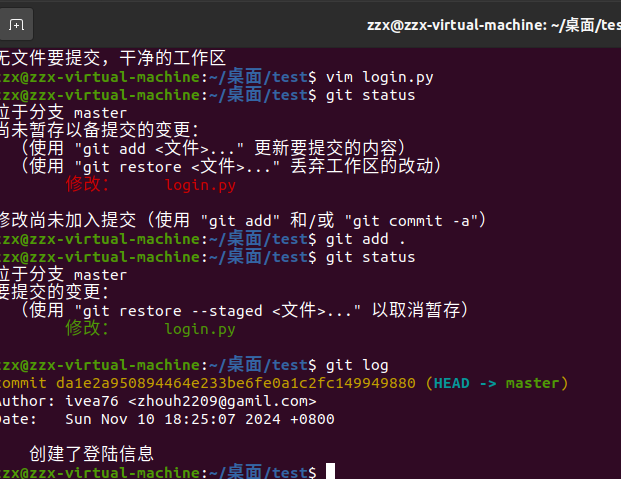 zzx@zzx-virtual-machine: ~/桌面/tes
无文件要提交，干净的工作区
zzx@zzx-virtual-machine:~/桌面/test$ vim login.py
zzx@zzx-virtual-machine:~/桌面/test$ git status
位于分支 master
尚未暂存以备提交的变更：
（使用 "git add <文件>..." 更新要提交的内容）
（使用 "git restore <文件>..." 丢弃工作区的改动）
修改：     login.py
修改尚未加入提交（使用 "git add" 和/或 "git commit -a"）
zzx@zzx-virtual-machine:~/桌面/test$ git add .
zzx@zzx-virtual-machine:~/桌面/test$ git status
位于分支 master
要提交的变更：
（使用 "git restore --staged <文件>..." 以取消暂存）
修改：     login.py
zzx@zzx-virtual-machine:~/桌面/test$ git log
commit da1e2a950894464e233be6fe0a1c2fc149949880 (HEAD -> master)
Author: ivea76 <zhouh2209@gamil.com>
Date:   Sun Nov 10 18:25:07 2024 +0800
创建了登陆信息
zzx@zzx-virtual-machine:~/桌面/test$